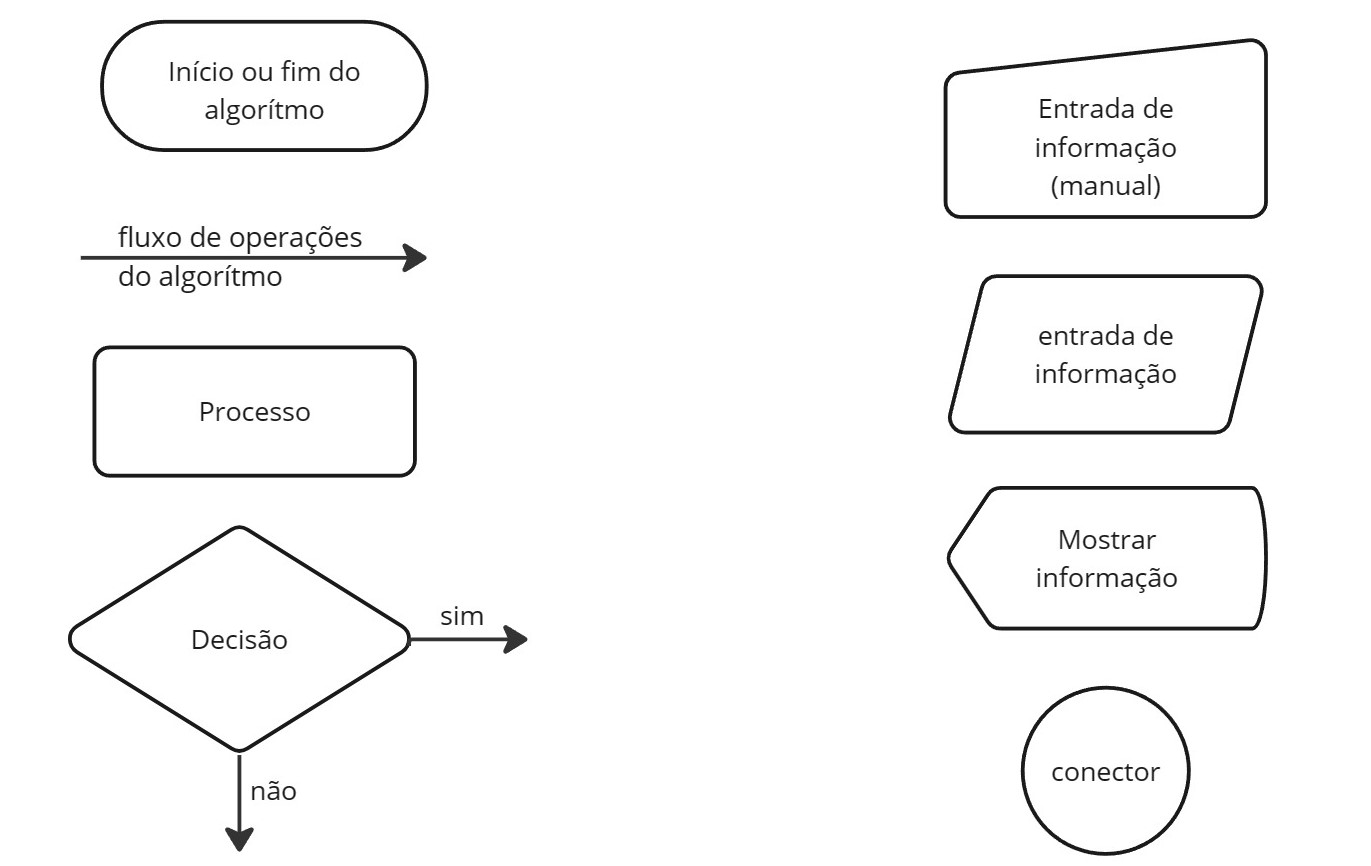 Início ou fim do
algorítmo
fluxo de operações
do algorítmo
Processo
Decisão
sim
não
Entrada de
informação
(manual)
entrada de
informação
Mostrar
informação
conector